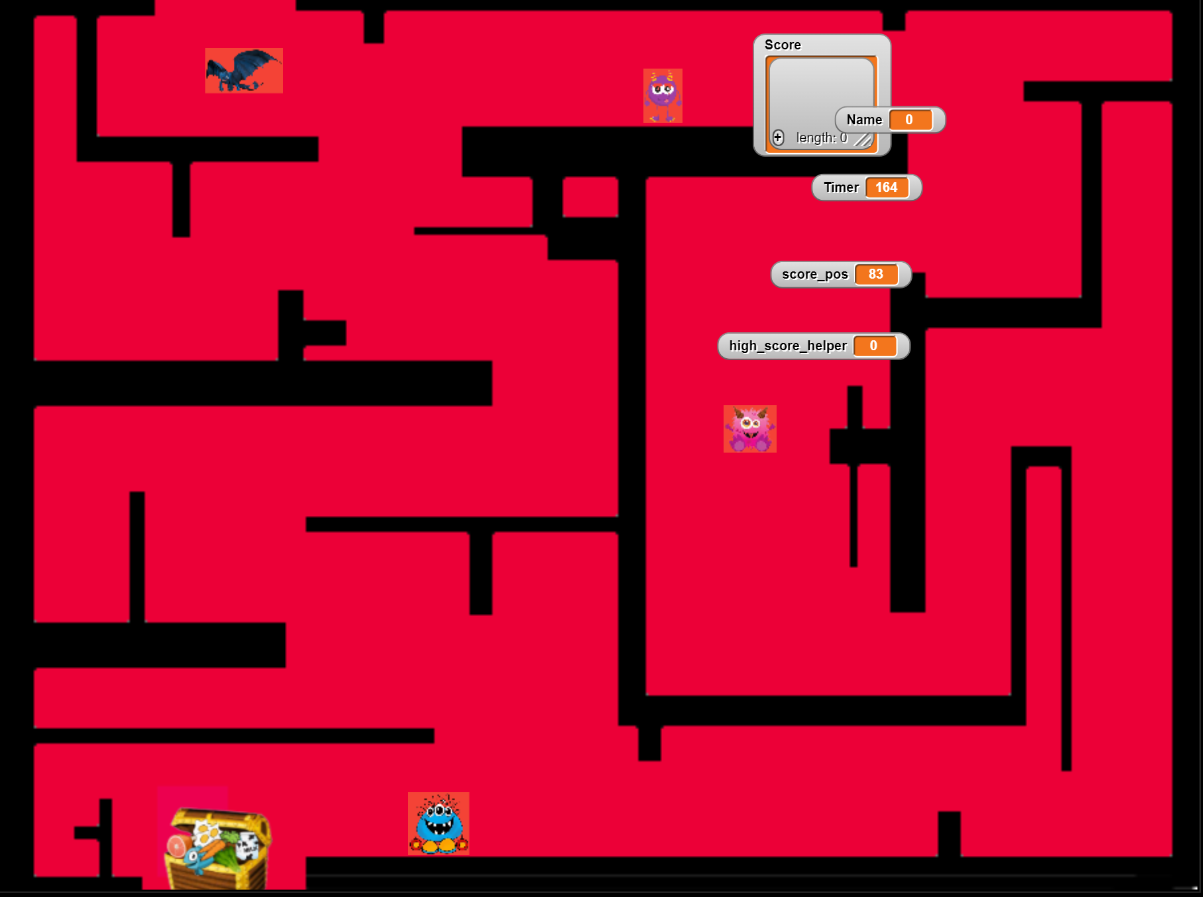 Score
+ length: 0
Name 0
Timer 164
score_pos 83
high_score_helper 0